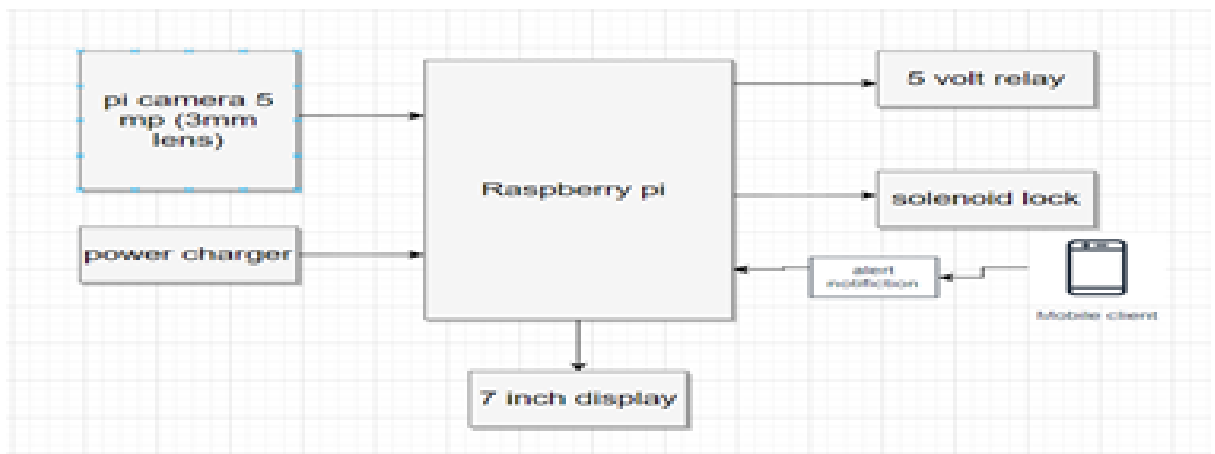 pi camera 5
mp (3mm
lens)
power charger
Raspberry pi
7 inch display
5 volt relay
solenoid lock
alert
notifiction
Mobile client